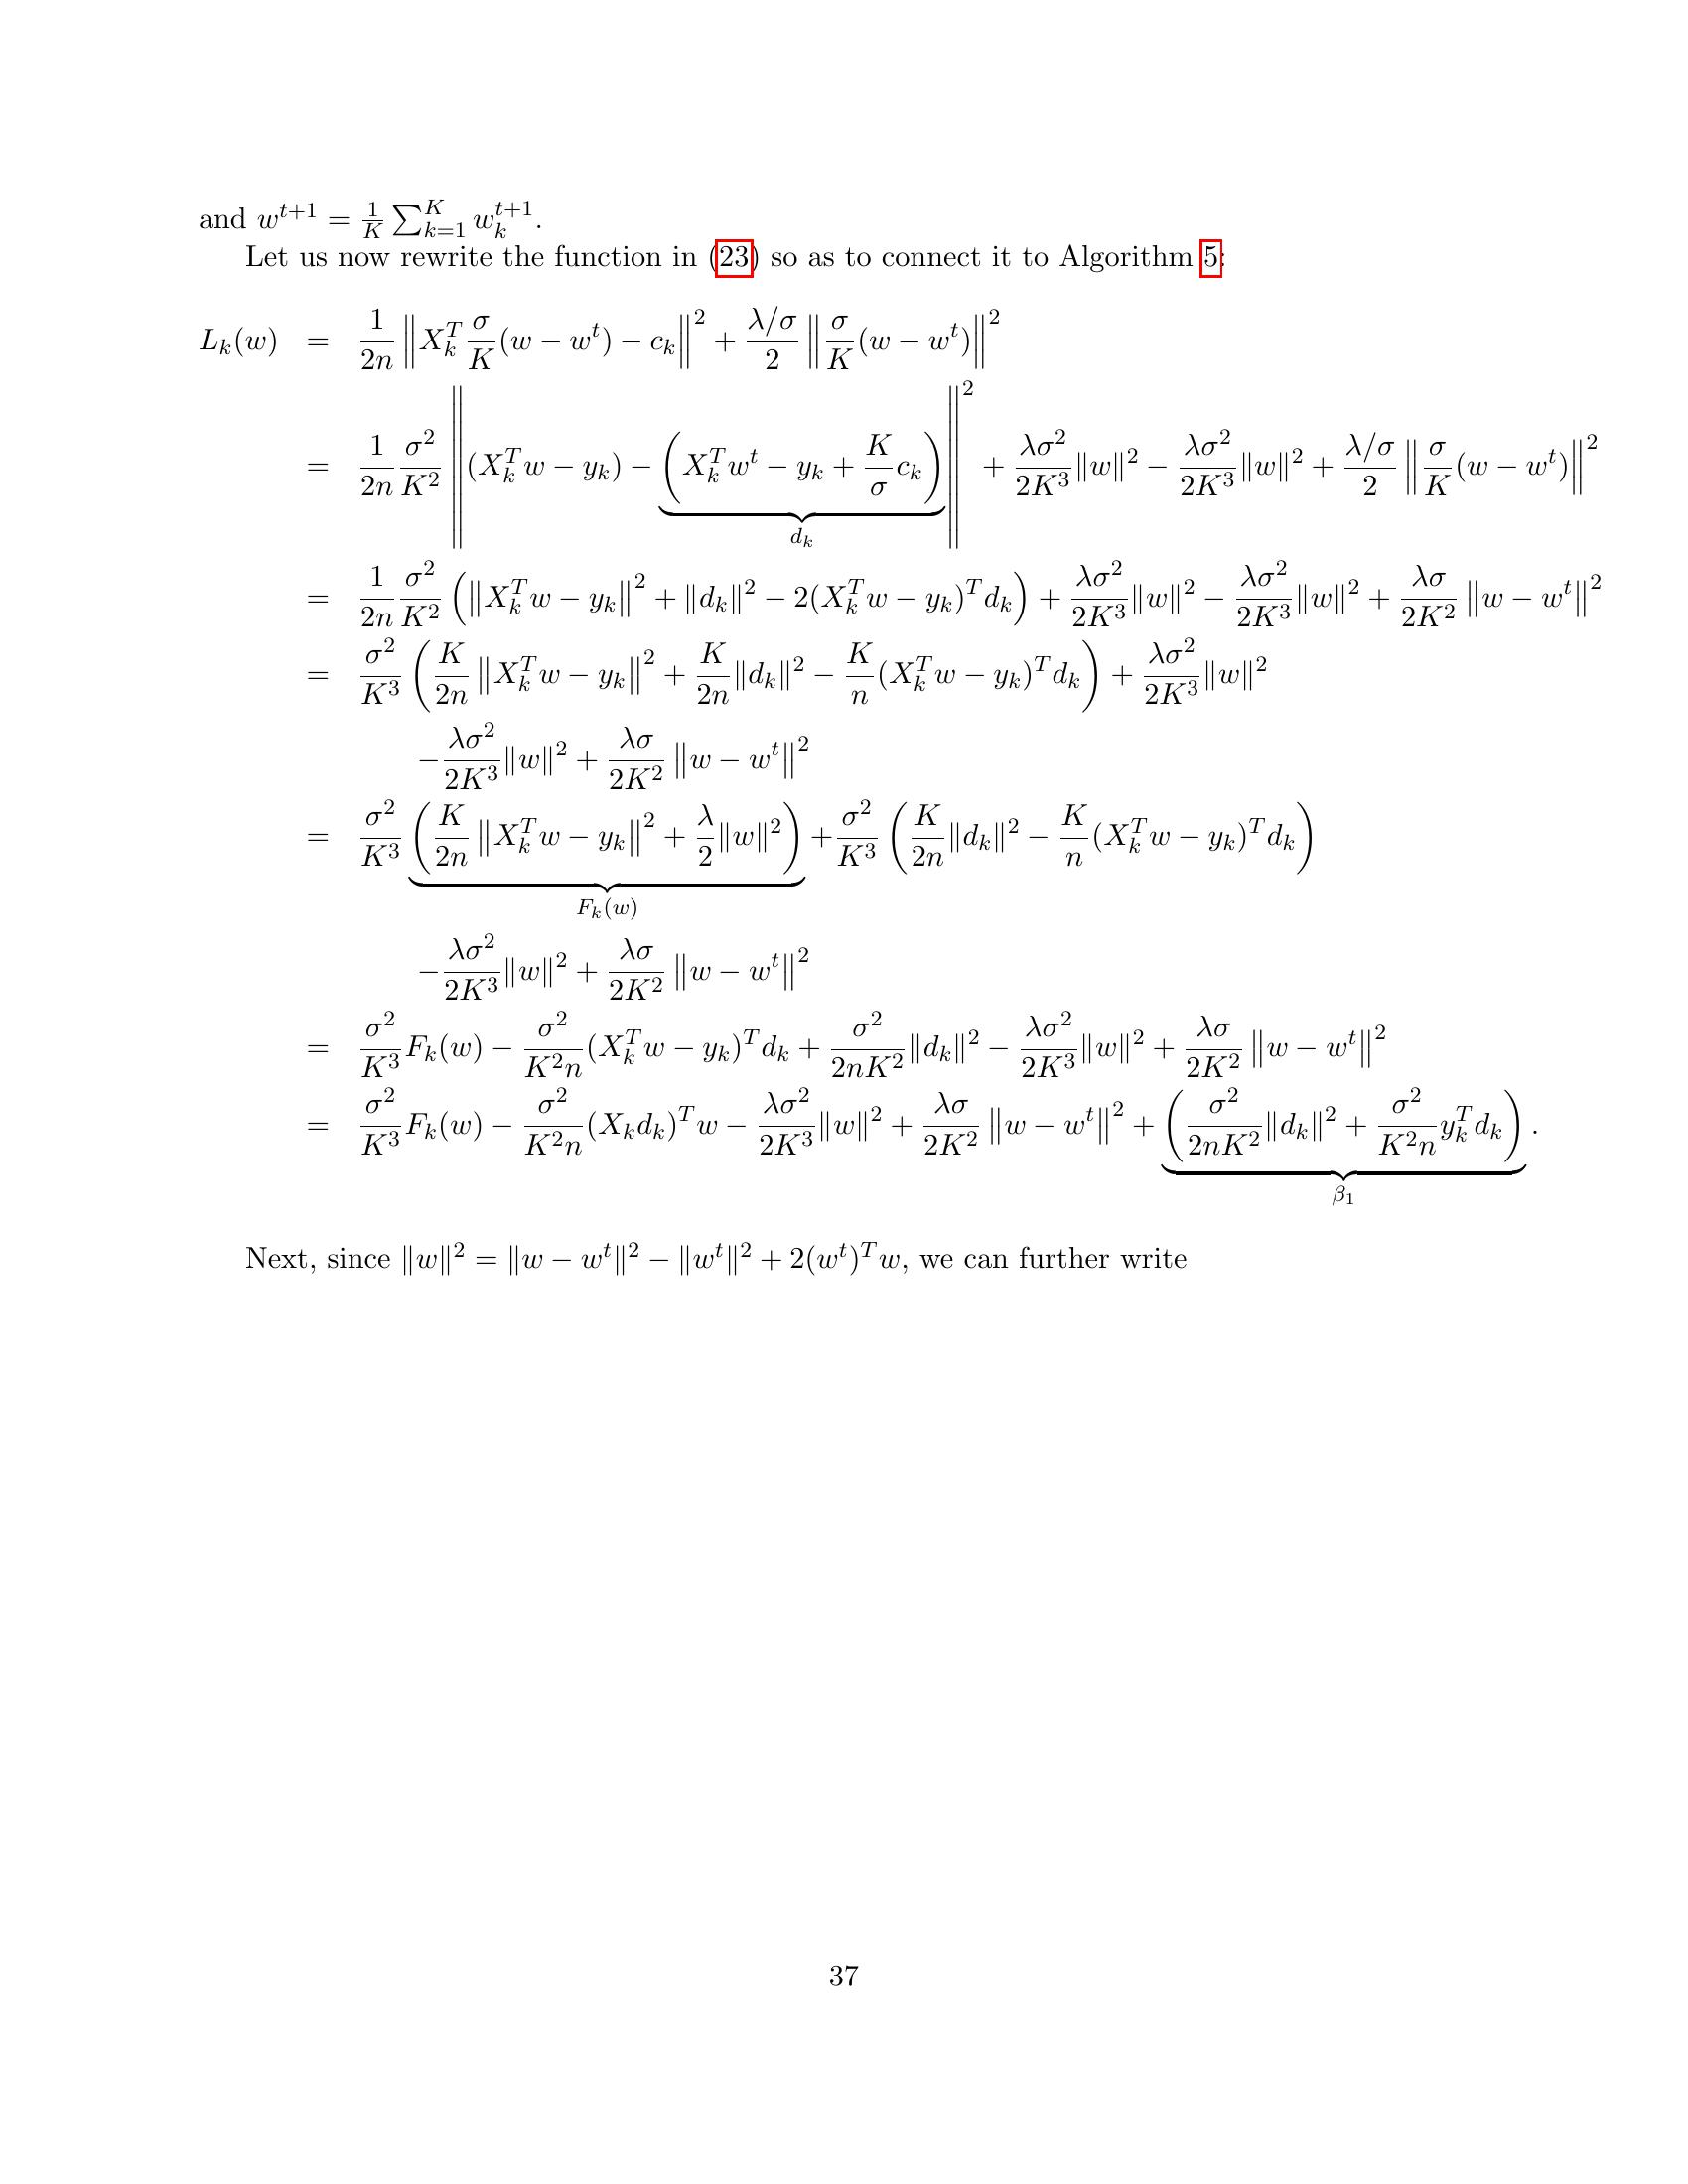 and $w^{t+1} = \frac{1}{K} \sum_{k=1}^{K} w_k^{t+1}$.
Let us now rewrite the function in (23) so as to connect it to Algorithm 5:
$L_k(w) = \frac{1}{2n} \left\| X_k^T \frac{\sigma}{K}(w - w^t) - c_k \right\|^2 + \frac{\lambda/\sigma}{2} \left\| \frac{\sigma}{K}(w - w^t) \right\|^2$
$= \frac{1}{2n} \frac{\sigma^2}{K^2} \left\| (X_k^T w - y_k) - \underbrace{\left( X_k^T w^t - y_k + \frac{K}{\sigma} c_k \right)}_{d_k} \right\|^2 + \frac{\lambda\sigma^2}{2K^3} \|w\|^2 - \frac{\lambda\sigma^2}{2K^3} \|w\|^2 + \frac{\lambda/\sigma}{2} \left\| \frac{\sigma}{K}(w - w^t) \right\|^2$
$= \frac{1}{2n} \frac{\sigma^2}{K^2} \left( \left\| X_k^T w - y_k \right\|^2 + \|d_k\|^2 - 2(X_k^T w - y_k)^T d_k \right) + \frac{\lambda\sigma^2}{2K^3} \|w\|^2 - \frac{\lambda\sigma^2}{2K^3} \|w\|^2 + \frac{\lambda\sigma}{2K^2} \left\| w - w^t \right\|^2$
$= \frac{\sigma^2}{K^3} \left( \frac{K}{2n} \left\| X_k^T w - y_k \right\|^2 + \frac{K}{2n} \|d_k\|^2 - \frac{K}{n} (X_k^T w - y_k)^T d_k \right) + \frac{\lambda\sigma^2}{2K^3} \|w\|^2$
$- \frac{\lambda\sigma^2}{2K^3} \|w\|^2 + \frac{\lambda\sigma}{2K^2} \left\| w - w^t \right\|^2$
$= \frac{\sigma^2}{K^3} \underbrace{\left( \frac{K}{2n} \left\| X_k^T w - y_k \right\|^2 + \frac{\lambda}{2} \|w\|^2 \right)}_{F_k(w)} + \frac{\sigma^2}{K^3} \left( \frac{K}{2n} \|d_k\|^2 - \frac{K}{n} (X_k^T w - y_k)^T d_k \right)$
$- \frac{\lambda\sigma^2}{2K^3} \|w\|^2 + \frac{\lambda\sigma}{2K^2} \left\| w - w^t \right\|^2$
$= \frac{\sigma^2}{K^3} F_k(w) - \frac{\sigma^2}{K^2 n} (X_k^T w - y_k)^T d_k + \frac{\sigma^2}{2nK^2} \|d_k\|^2 - \frac{\lambda\sigma^2}{2K^3} \|w\|^2 + \frac{\lambda\sigma}{2K^2} \left\| w - w^t \right\|^2$
$= \frac{\sigma^2}{K^3} F_k(w) - \frac{\sigma^2}{K^2 n} (X_k d_k)^T w - \frac{\lambda\sigma^2}{2K^3} \|w\|^2 + \frac{\lambda\sigma}{2K^2} \left\| w - w^t \right\|^2 + \underbrace{\left( \frac{\sigma^2}{2nK^2} \|d_k\|^2 + \frac{\sigma^2}{K^2 n} y_k^T d_k \right)}_{\beta_1}.$
Next, since $\|w\|^2 = \|w - w^t\|^2 - \|w^t\|^2 + 2(w^t)^T w$, we can further write
37